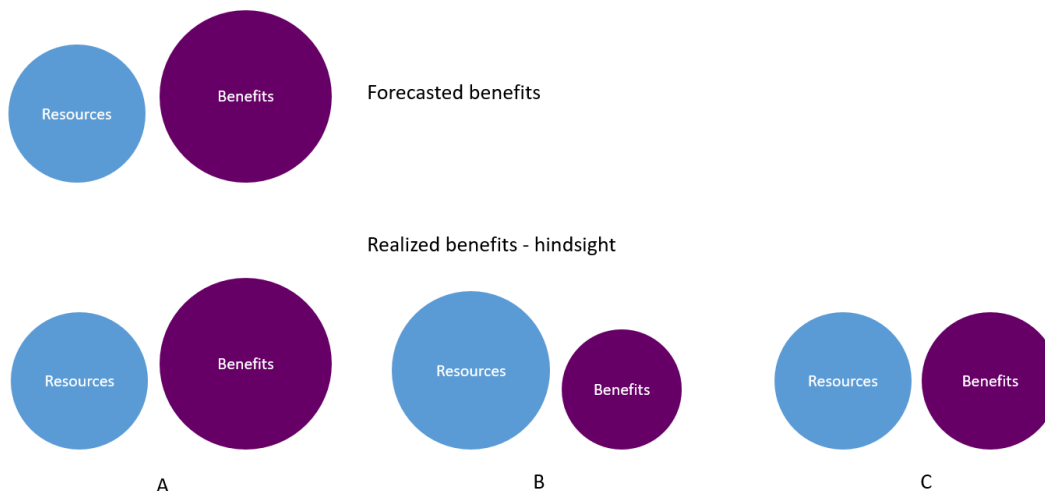 Resources
Benefits
Forecasted benefits
Realized benefits - hindsight
Resources
Benefits
Resources
Benefits
Resources
Benefits
A
B
C